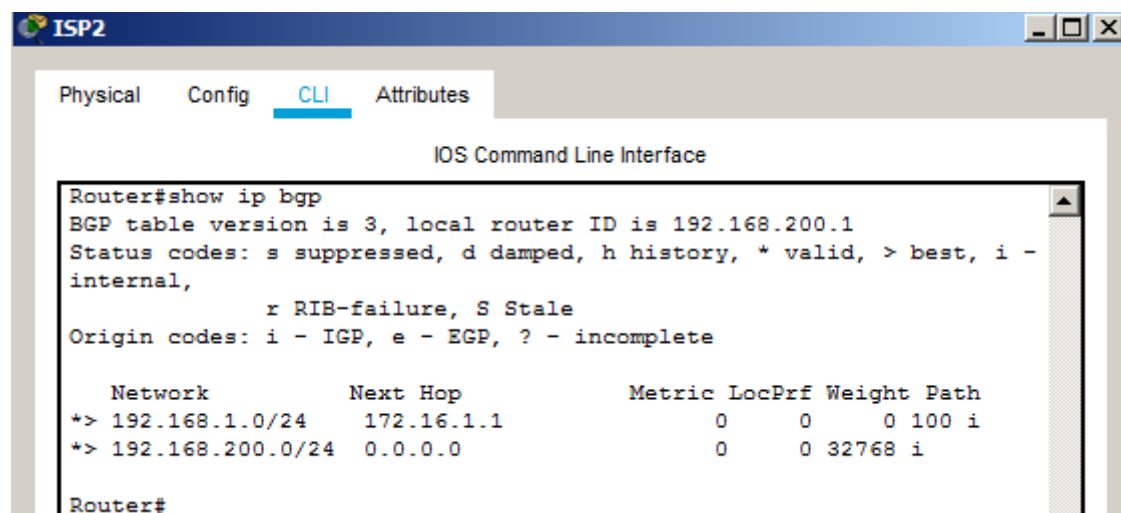 ISP2
Physical Config CLI Attributes
IOS Command Line Interface
Router#show ip bgp
BGP table version is 3, local router ID is 192.168.200.1
Status codes: s suppressed, d damped, h history, * valid, > best, i -
internal,
r RIB-failure, S Stale
Origin codes: i - IGP, e - EGP, ? - incomplete
Network Next Hop Metric LocPrf Weight Path
*> 192.168.1.0/24 172.16.1.1 0 0 0 100 i
*> 192.168.200.0/24 0.0.0.0 0 0 32768 i
Router#